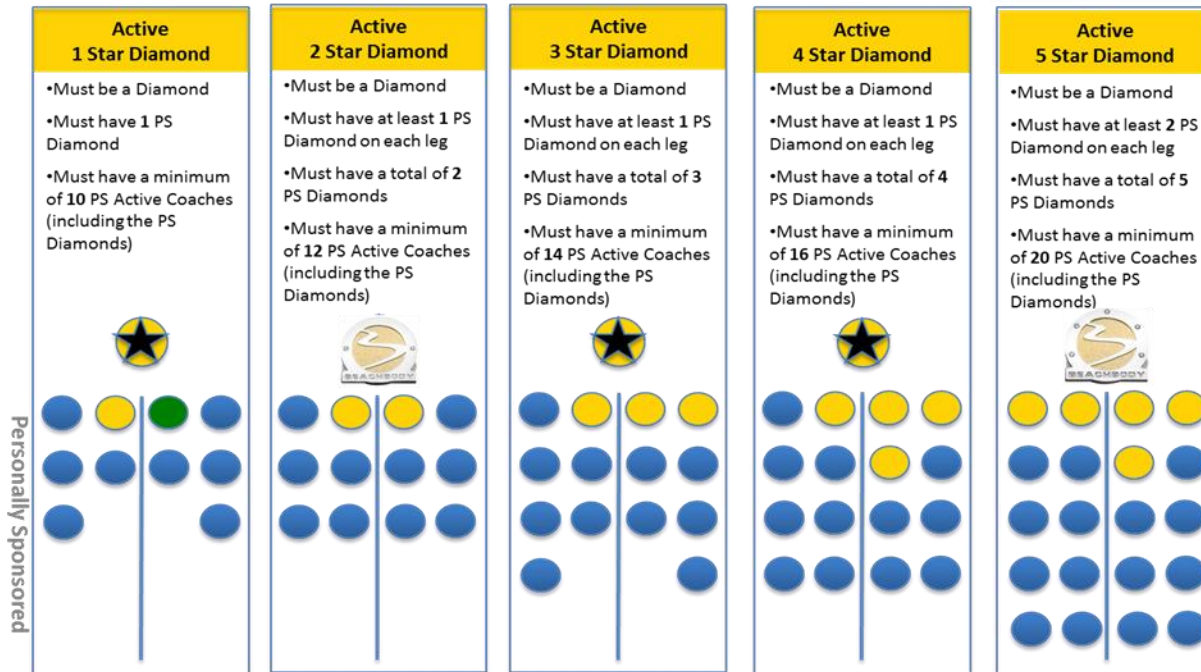 Active
1 Star Diamond
•Must be a Diamond
•Must have 1 PS
Diamond
•Must have a minimum
of 10 PS Active Coaches
(including the PS
Diamonds)
Active
2 Star Diamond
•Must be a Diamond
•Must have at least 1 PS
Diamond on each leg
•Must have a total of 2
PS Diamonds
•Must have a minimum
of 12 PS Active Coaches
(including the PS
Diamonds)
BEACHBODY
Active
3 Star Diamond
•Must be a Diamond
•Must have at least 1 PS
Diamond on each leg
•Must have a total of 3
PS Diamonds
•Must have a minimum
of 14 PS Active Coaches
(including the PS
Diamonds)
Active
4 Star Diamond
•Must be a Diamond
•Must have at least 1 PS
Diamond on each leg
•Must have a total of 4
PS Diamonds
•Must have a minimum
of 16 PS Active Coaches
(including the PS
Diamonds)
Active
5 Star Diamond
•Must be a Diamond
•Must have at least 2 PS
Diamond on each leg
•Must have a total of 5
PS Diamonds
•Must have a minimum
of 20 PS Active Coaches
(including the PS
Diamonds)
BEACHBODY
Personally Sponsored